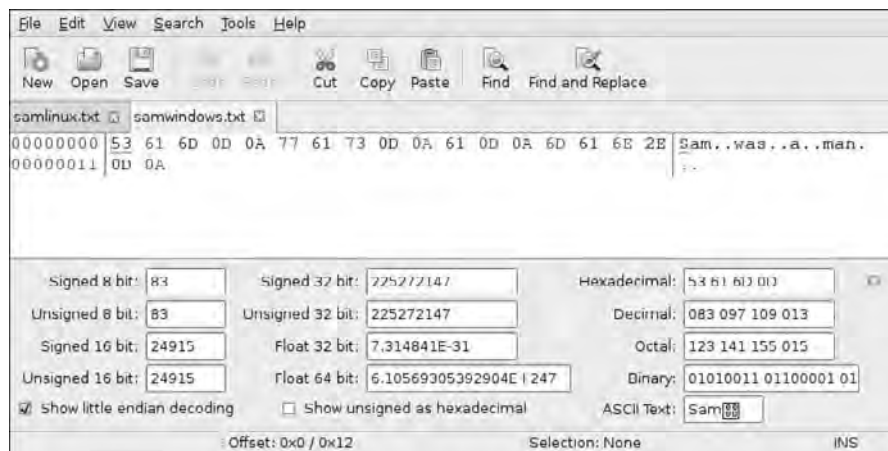 File Edit View Search Tools Help
New Open Save Cut Copy Paste Find Find and Replace
samlinux.txt samwindows.txt
00000000 53 61 6D 0D 0A 77 61 73 0D 0A 61 0D 0A 6D 61 6E 2E Sam..was..a..man.
00000011 0D 0A ..
Signed 8 bit: 83 Signed 32 bit: 225272147 Hexadecimal: 53 61 6D 0D
Unsigned 8 bit: 83 Unsigned 32 bit: 225272147 Decimal: 083 097 109 013
Signed 16 bit: 24915 Float 32 bit: 7.314841E-31 Octal: 123 141 155 015
Unsigned 16 bit: 24915 Float 64 bit: 6.10569305392904E+247 Binary: 01010011 01100001 01
Show little endian decoding Show unsigned as hexadecimal ASCII Text: Sam
Offset: 0x0 / 0x12 Selection: None INS